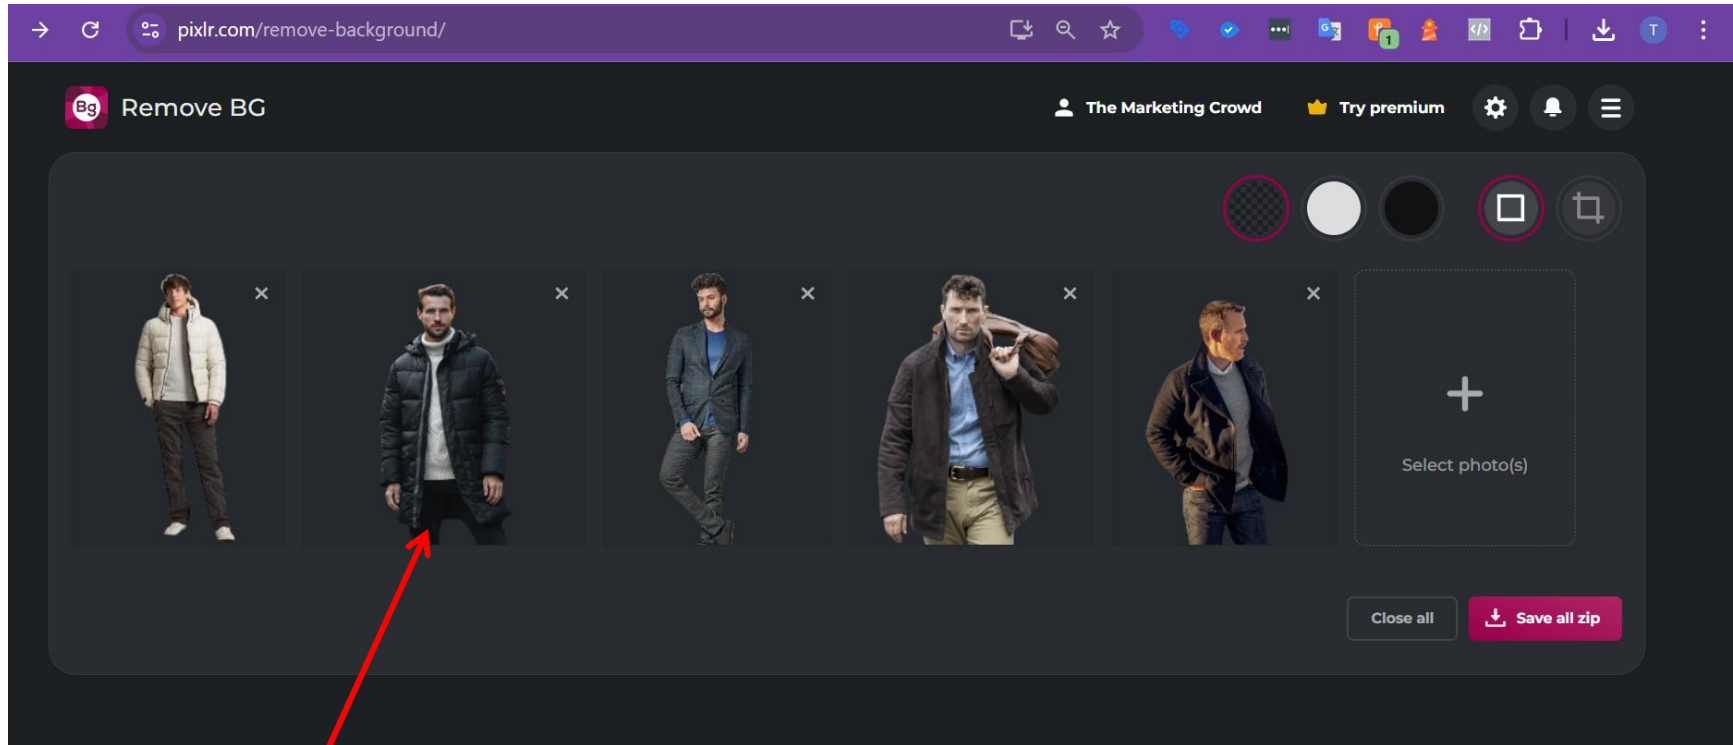 pixlr.com/remove-background/
1
T
Bg
Remove BG
The Marketing Crowd
Try premium
Select photo(s)
Close all
Save all zip